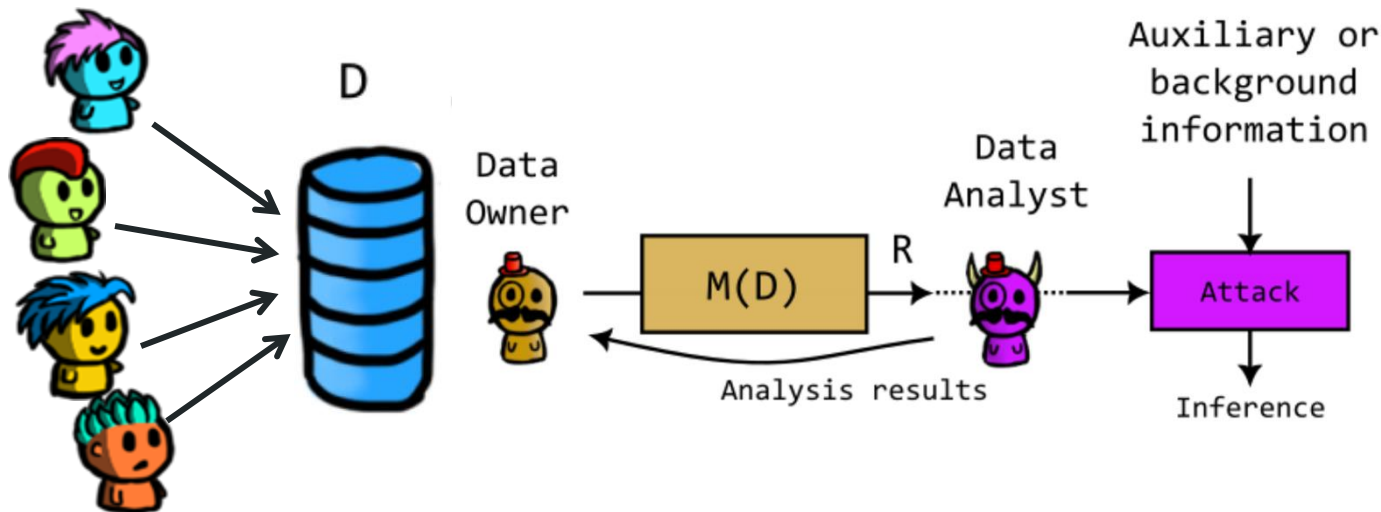 D
Data
Owner
M(D)
R
Data
Analyst
Analysis results
Auxiliary or
background
information
Attack
Inference